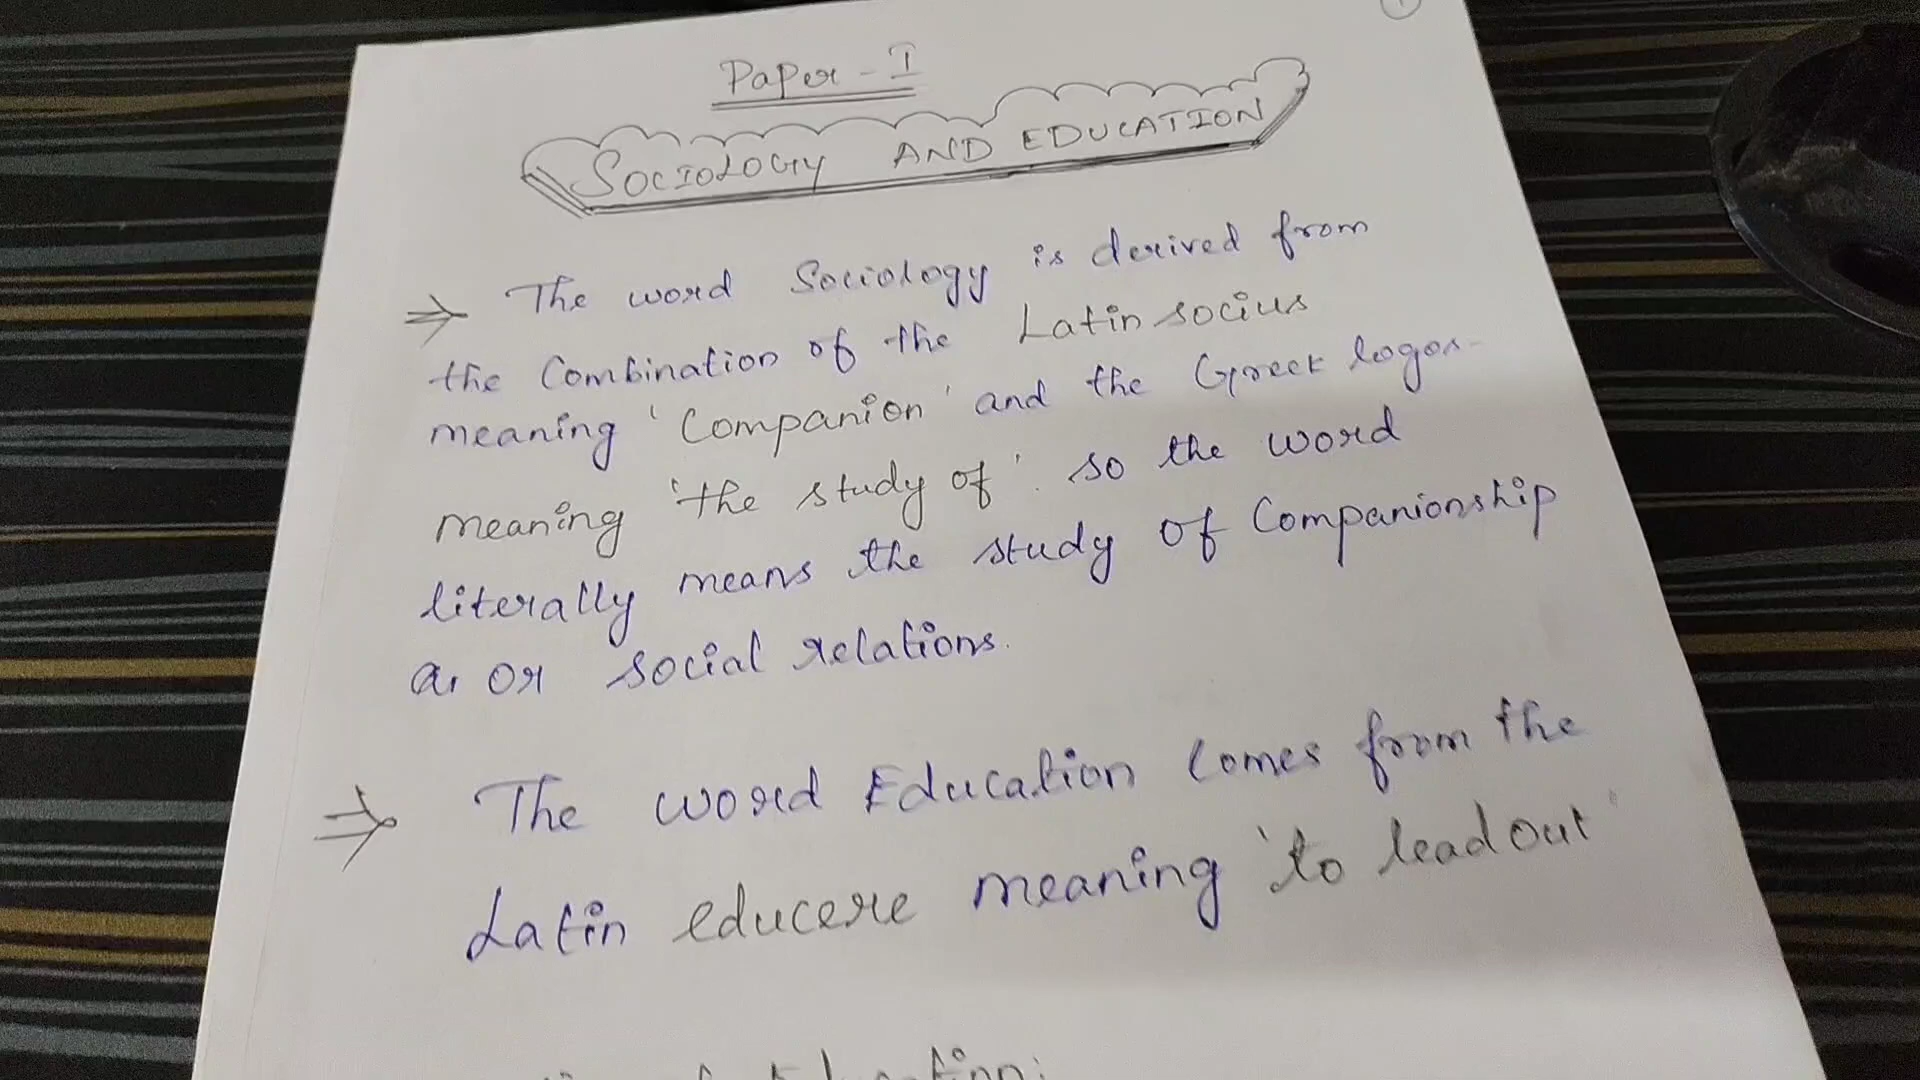 Paper - I
SOCIOLOGY AND EDUCATION
⇒ The word Sociology is derived from
the Combination of the Latin socius
meaning 'Companion' and the Greek logos -
meaning 'the study of'. so the word
literally means the study of Companionship
a, or social relations.
⇒ The word Education Comes from the
Latin educere meaning 'to lead out'